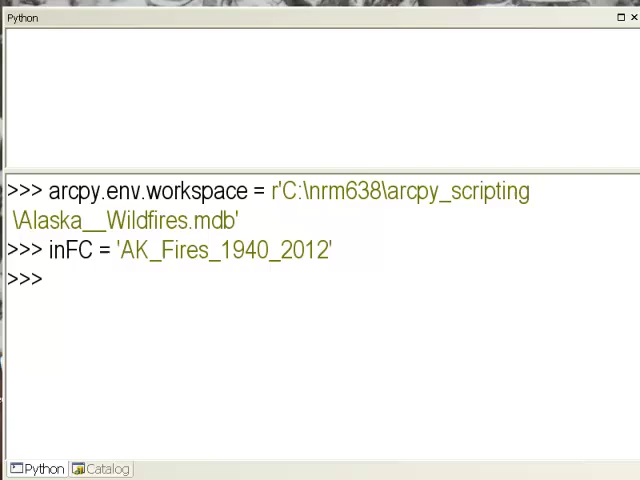 Python
>>> arcpy.env.workspace = r'C:\nrm638\arcpy_scripting
\Alaska__Wildfires.mdb'
>>> inFC = 'AK_Fires_1940_2012'
>>>
Python Catalog